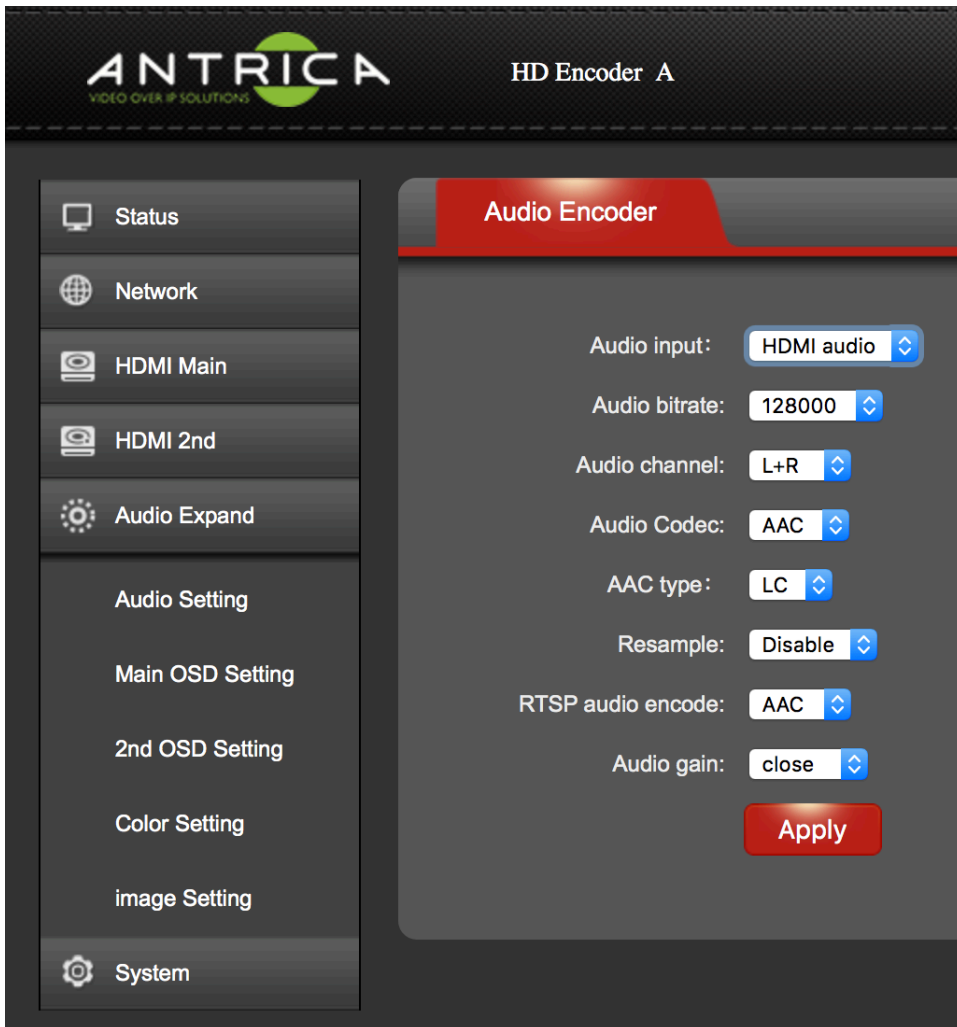 ANTRICA
VIDEO OVER IP SOLUTIONS
HD Encoder A
Status
Network
HDMI Main
HDMI 2nd
Audio Expand
Audio Setting
Main OSD Setting
2nd OSD Setting
Color Setting
image Setting
System
Audio Encoder
Audio input: HDMI audio
Audio bitrate: 128000
Audio channel: L+R
Audio Codec: AAC
AAC type: LC
Resample: Disable
RTSP audio encode: AAC
Audio gain: close
Apply